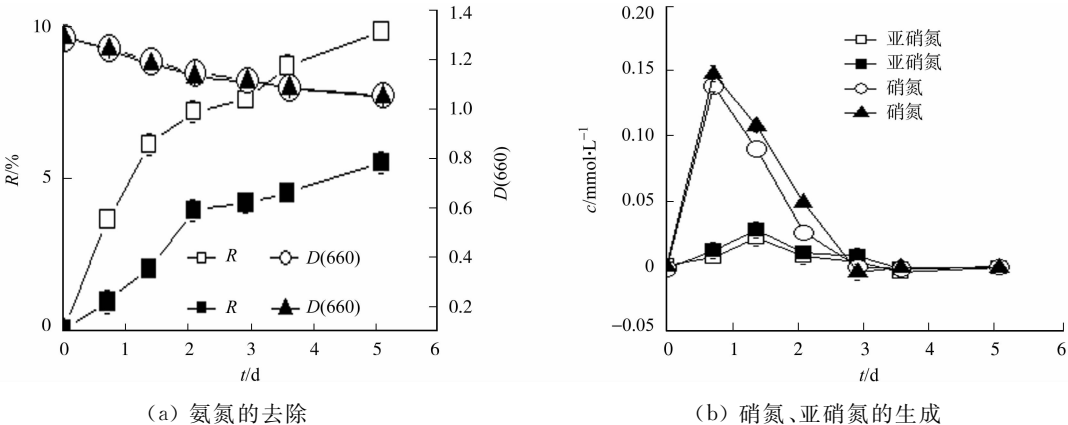 10
5
0
R/%
1.4
1.2
1.0
0.8
0.6
0.4
0.2
D(660)
R D(660)
R D(660)
0 1 2 3 4 5 6
t/d
(a) 氨氮的去除
0.20
0.15
0.10
0.05
0
−0.05
c/mmol·L⁻¹
亚硝氮
亚硝氮
硝氮
硝氮
0 1 2 3 4 5 6
t/d
(b) 硝氮、亚硝氮的生成